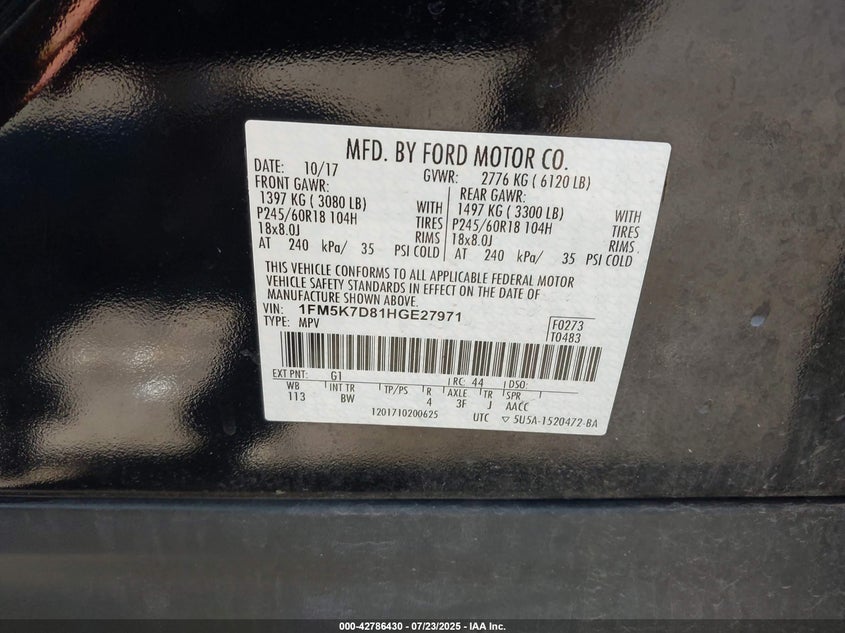 MFD. BY FORD MOTOR CO.
DATE: 10/17 GVWR: 2776 KG ( 6120 LB)
FRONT GAWR: REAR GAWR:
1397 KG ( 3080 LB) WITH 1497 KG ( 3300 LB) WITH
P245/60R18 104H TIRES P245/60R18 104H TIRES
18x8.0J RIMS 18x8.0J RIMS
AT 240 kPa/ 35 PSI COLD AT 240 kPa/ 35 PSI COLD
THIS VEHICLE CONFORMS TO ALL APPLICABLE FEDERAL MOTOR
VEHICLE SAFETY STANDARDS IN EFFECT ON THE DATE OF
MANUFACTURE SHOWN ABOVE.
VIN: 1FM5K7D81HGE27971
TYPE: MPV
F0273
T0483
EXT PNT: G1 RC: 44 DSO:
WB INT TR TP/PS R AXLE TR SPR
113 BW 4 3F J AACC
1201710200625 UTC ▽ 5U5A-1520472-BA
000-42786430 - 07/23/2025 - IAA Inc.